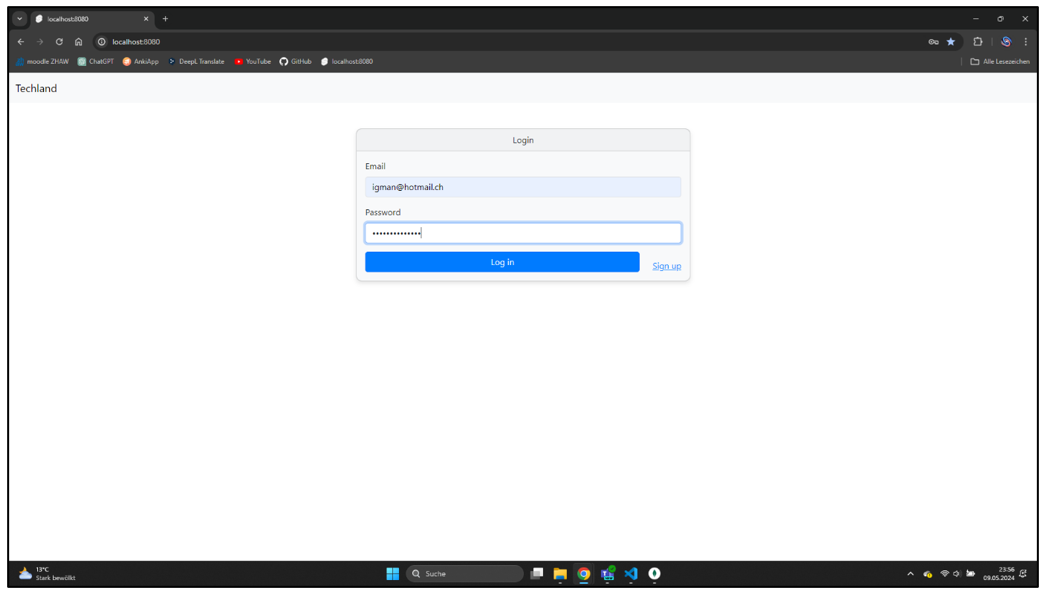 localhost:8080
localhost:8080
moodle ZHAW ChatGPT AnkiApp DeepL Translate YouTube GitHub localhost:8080 Alle Lesezeichen
Techland
Login
Email
igman@hotmail.ch
Password
••••••••••••••
Log in Sign up
13°C
Stark bewölkt
Suche
23:56
09.05.2024